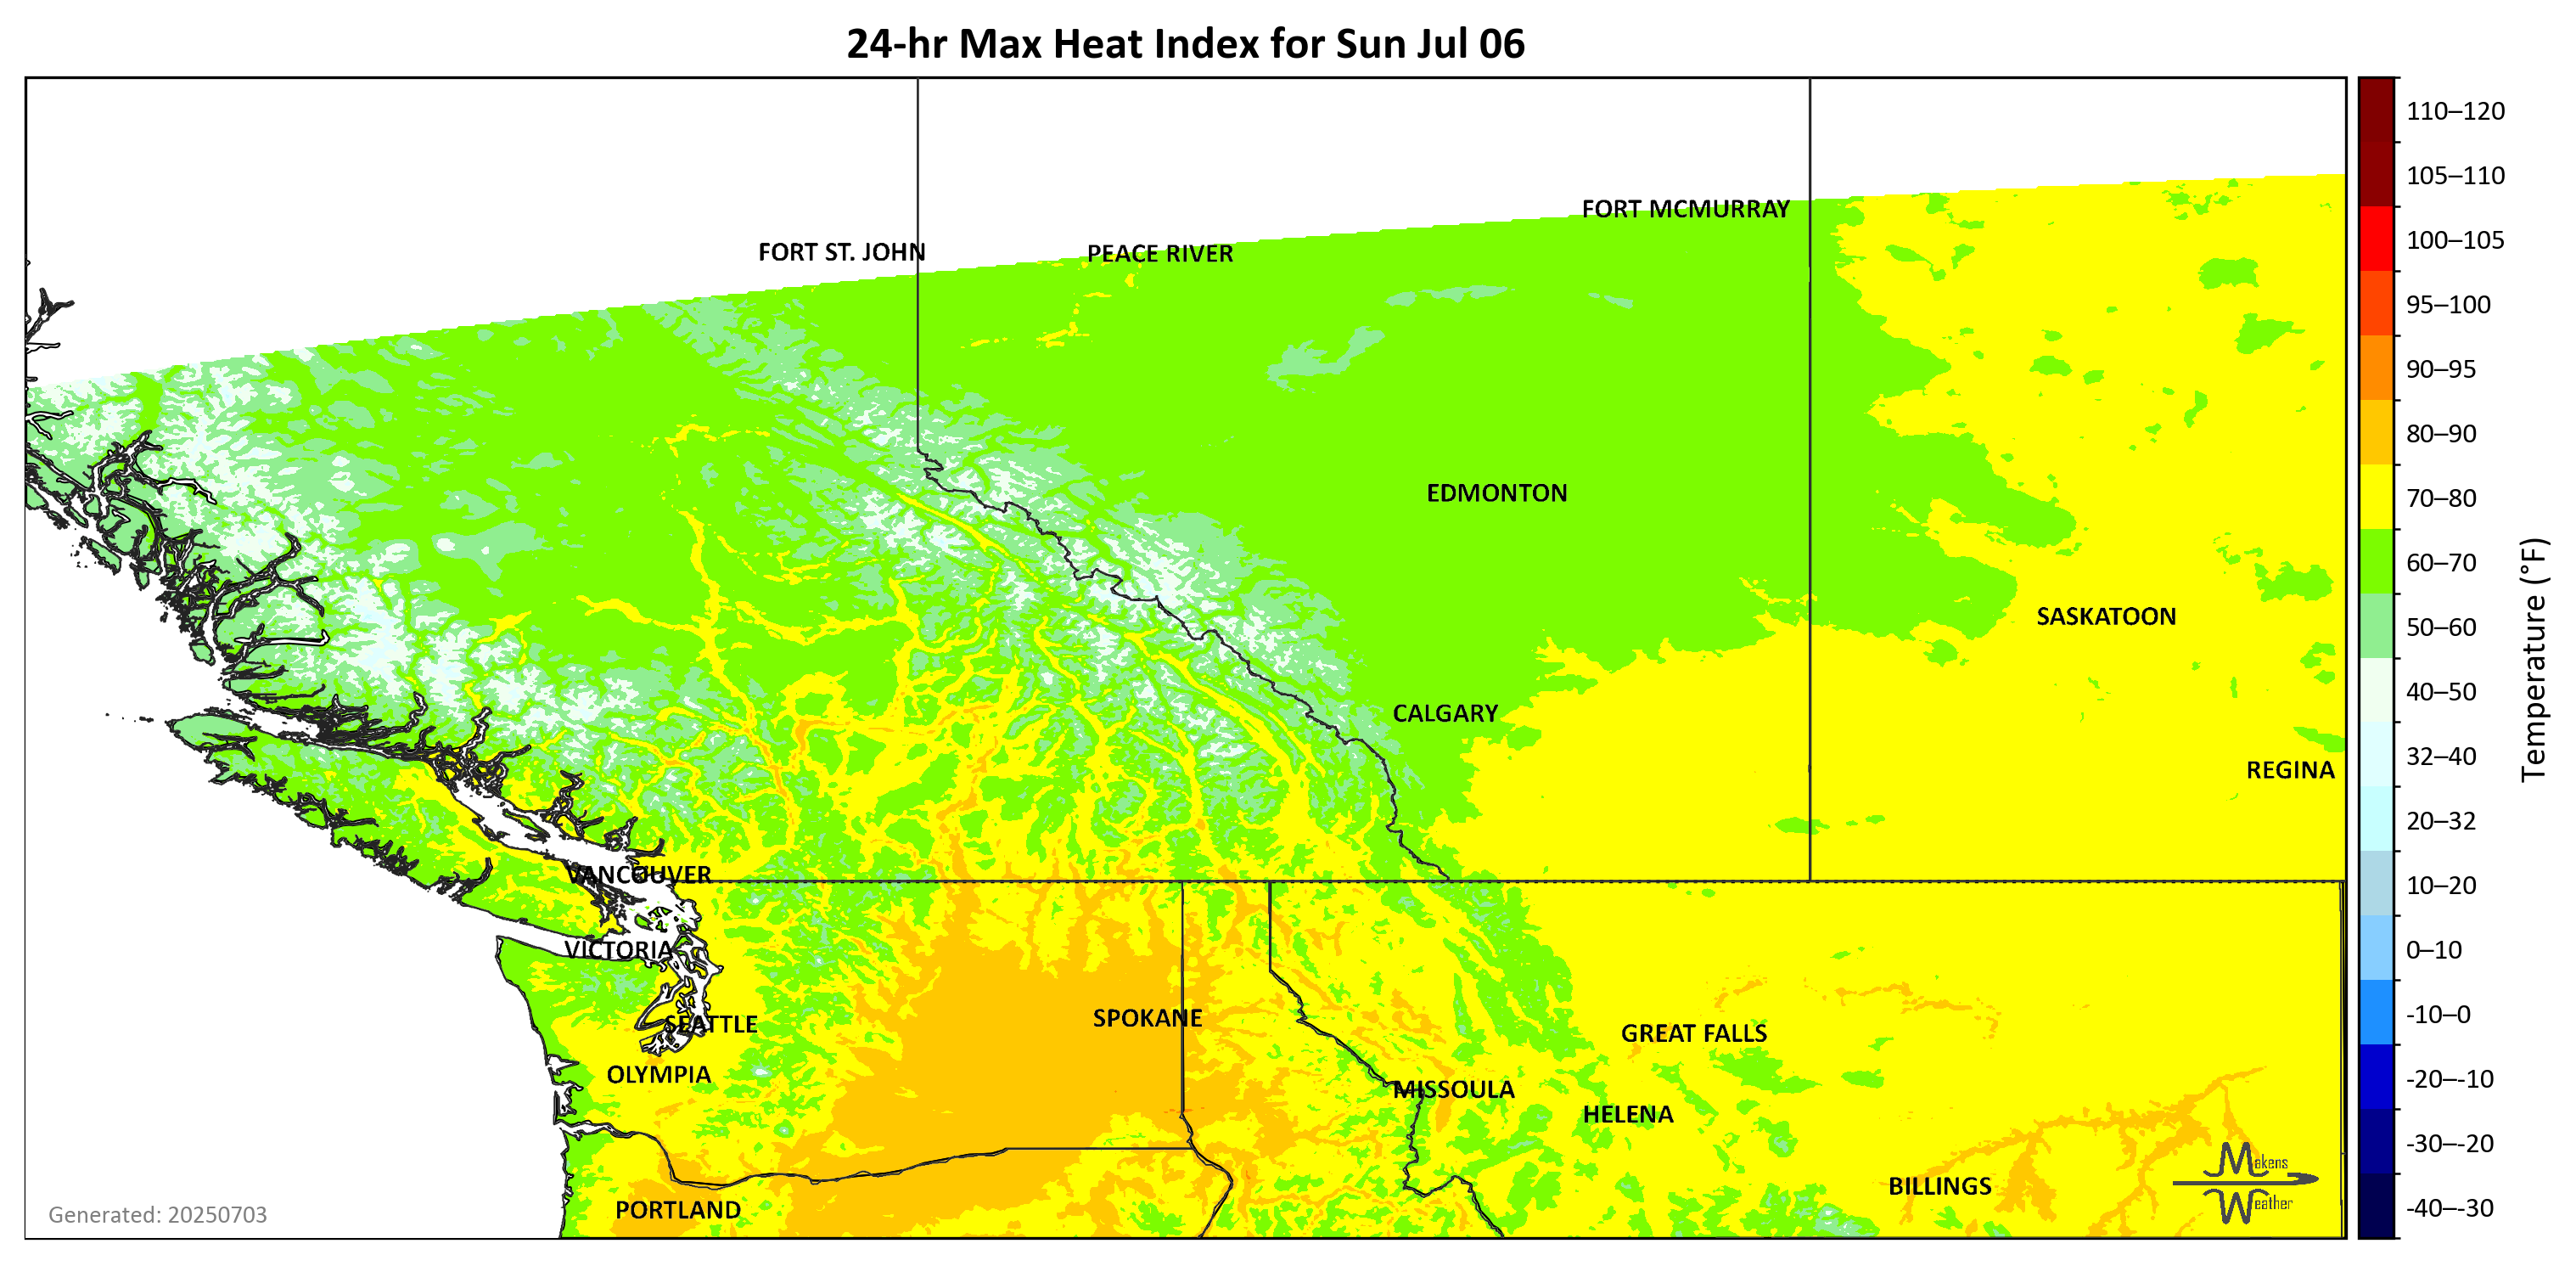 24-hr Max Heat Index for Sun Jul 06
FORT MCMURRAY
FORT ST. JOHN
PEACE RIVER
EDMONTON
SASKATOON
CALGARY
REGINA
VANCOUVER
VICTORIA
SPOKANE
SEATTLE
GREAT FALLS
OLYMPIA
MISSOULA
HELENA
BILLINGS
PORTLAND
Makens
Weather
Generated: 20250703
110–120
105–110
100–105
95–100
90–95
80–90
70–80
60–70
50–60
40–50
32–40
20–32
10–20
0–10
-10–0
-20–-10
-30–-20
-40–-30
Temperature (°F)